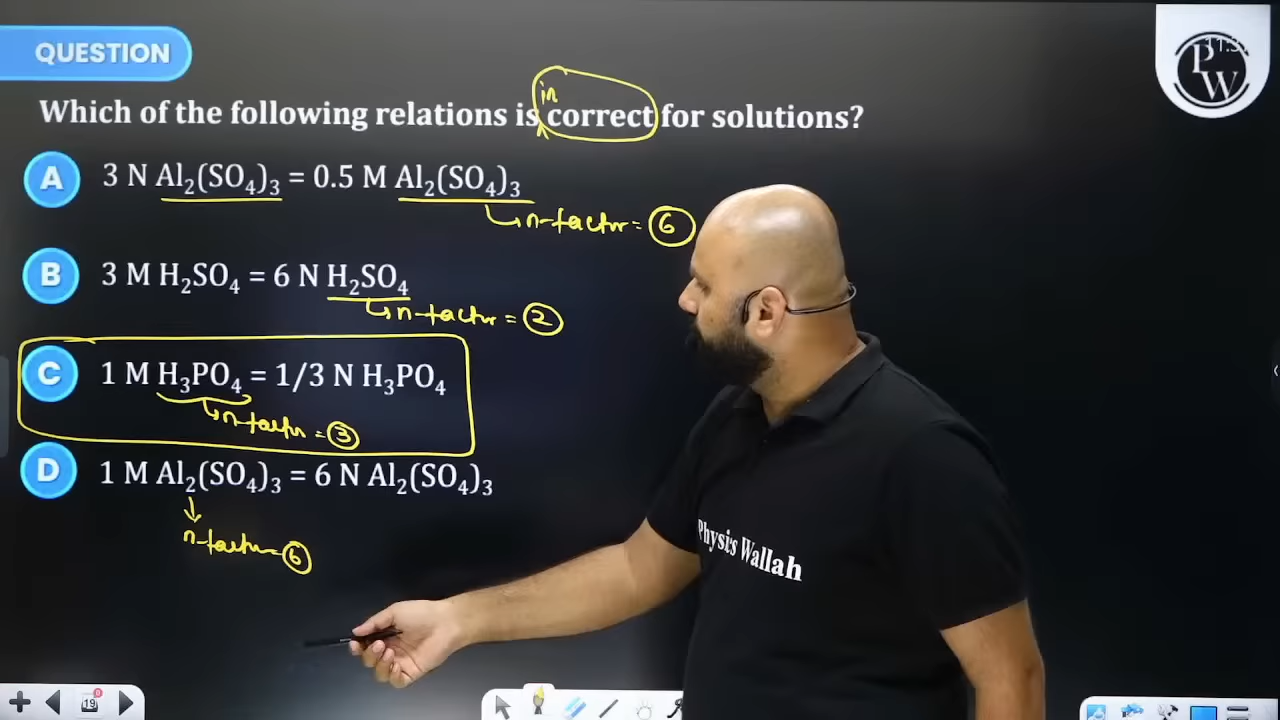 QUESTION
in
Which of the following relations is correct for solutions?
A 3 N Al₂(SO₄)₃ = 0.5 M Al₂(SO₄)₃
n-factor = 6
B 3 M H₂SO₄ = 6 N H₂SO₄
n-factor = 2
C 1 M H₃PO₄ = 1/3 N H₃PO₄
n-factor = 3
D 1 M Al₂(SO₄)₃ = 6 N Al₂(SO₄)₃
n-factor = 6
PW
Physics Wallah
19